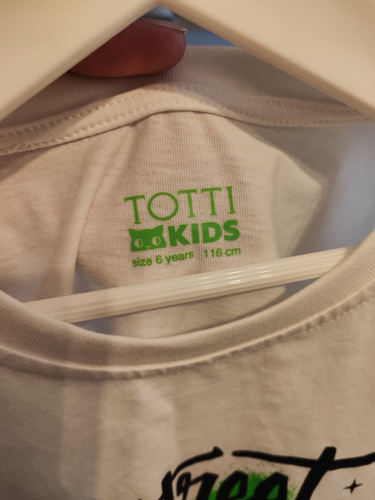 TOTTI
KIDS
size 6 years 116 cm